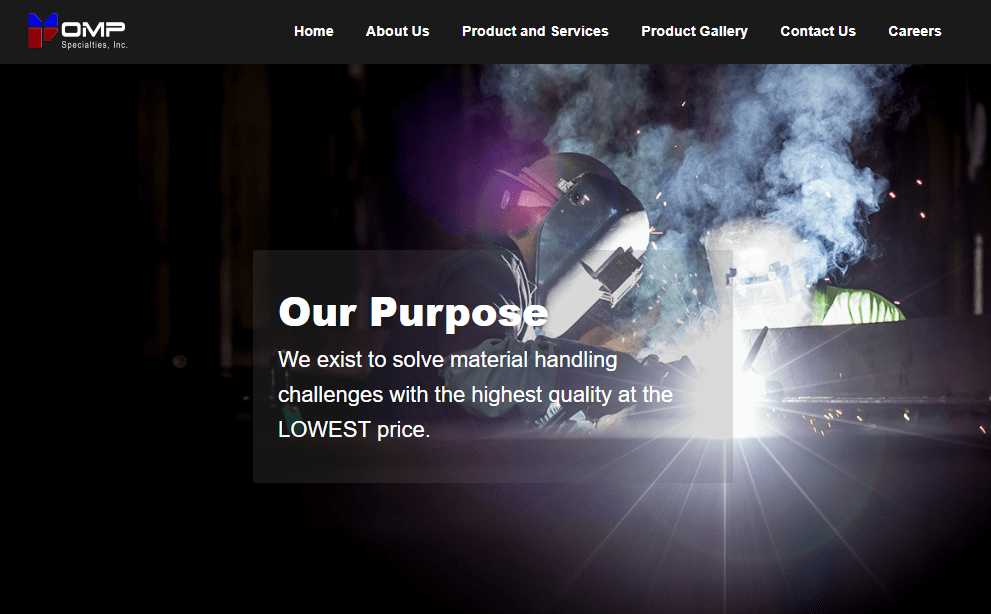 OMP
Specialties, Inc.
Home About Us Product and Services Product Gallery Contact Us Careers
Our Purpose
We exist to solve material handling
challenges with the highest quality at the
LOWEST price.